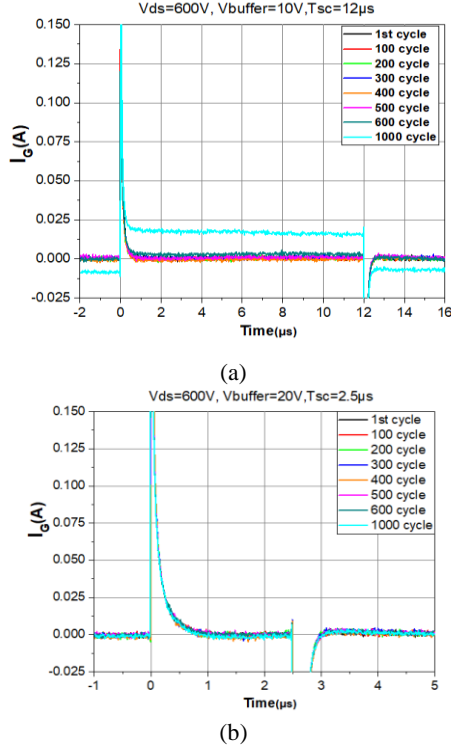 Vds=600V, Vbuffer=10V,Tsc=12µs
0.150
0.125
0.100
0.075
0.050
0.025
0.000
-0.025
I_G(A)
1st cycle
100 cycle
200 cycle
300 cycle
400 cycle
500 cycle
600 cycle
1000 cycle
-2 0 2 4 6 8 10 12 14 16
Time(µs)
(a)
Vds=600V, Vbuffer=20V,Tsc=2.5µs
0.150
0.125
0.100
0.075
0.050
0.025
0.000
-0.025
I_G(A)
1st cycle
100 cycle
200 cycle
300 cycle
400 cycle
500 cycle
600 cycle
1000 cycle
-1 0 1 2 3 4 5
Time(µs)
(b)